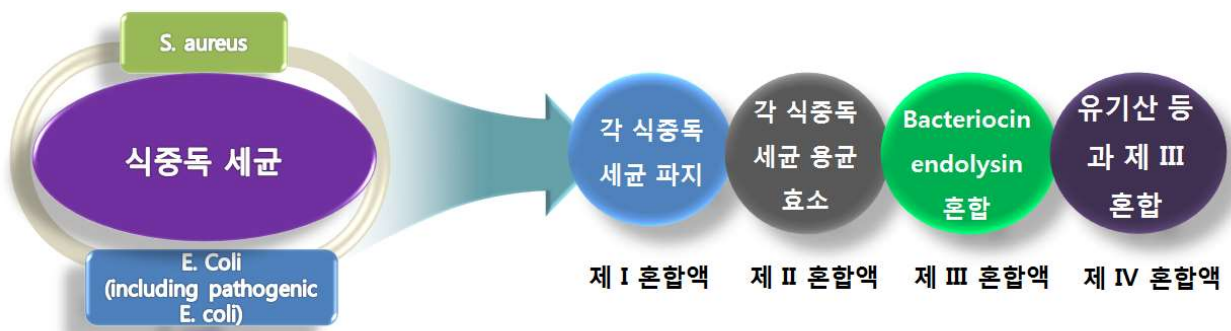 S. aureus
식중독 세균
E. Coli
(including pathogenic
E. coli)
각 식중독
세균 파지
각 식중독
세균 용균
효소
Bacteriocin
endolysin
혼합
유기산 등
과 제 III
혼합
제 I 혼합액
제 II 혼합액
제 III 혼합액
제 IV 혼합액